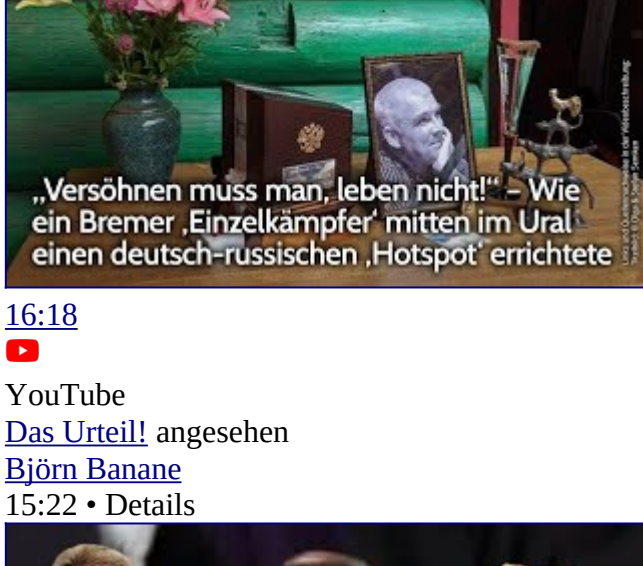 „Versöhnen muss man, leben nicht!“ – Wie
ein Bremer ‚Einzelkämpfer‘ mitten im Ural
einen deutsch-russischen ‚Hotspot‘ errichtete
16:18
YouTube
Das Urteil! angesehen
Björn Banane
15:22 • Details